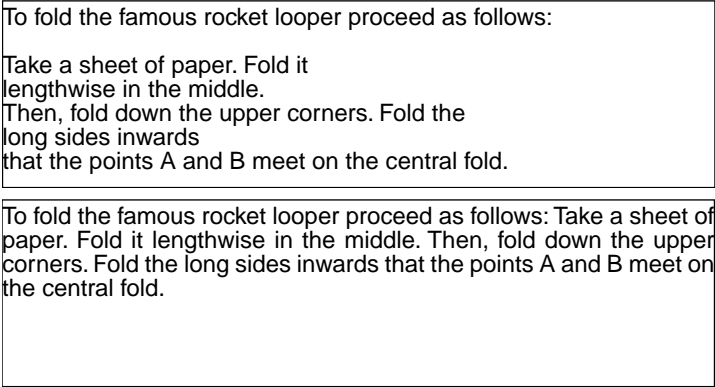 To fold the famous rocket looper proceed as follows:
Take a sheet of paper. Fold it
lengthwise in the middle.
Then, fold down the upper corners. Fold the
long sides inwards
that the points A and B meet on the central fold.
To fold the famous rocket looper proceed as follows: Take a sheet of
paper. Fold it lengthwise in the middle. Then, fold down the upper
corners. Fold the long sides inwards that the points A and B meet on
the central fold.